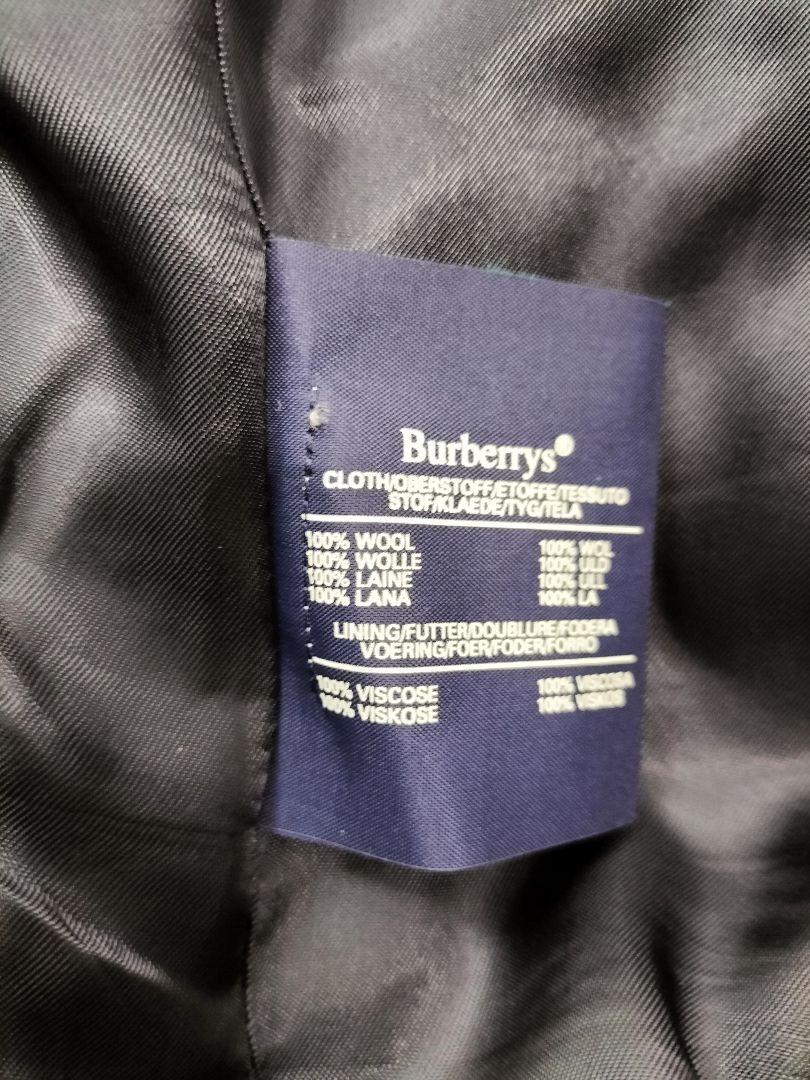 Burberrys®
CLOTH/OBERSTOFF/ETOFFE/TESSUTO
STOF/KLAEDE/TYG/TELA
100% WOOL 100% WOL
100% WOLLE 100% ULD
100% LAINE 100% ULL
100% LANA 100% LA
LINING/FUTTER/DOUBLURE/FODERA
VOERING/FOER/FODER/FORRO
100% VISCOSE 100% VISCOSA
100% VISKOSE 100% VISKOS